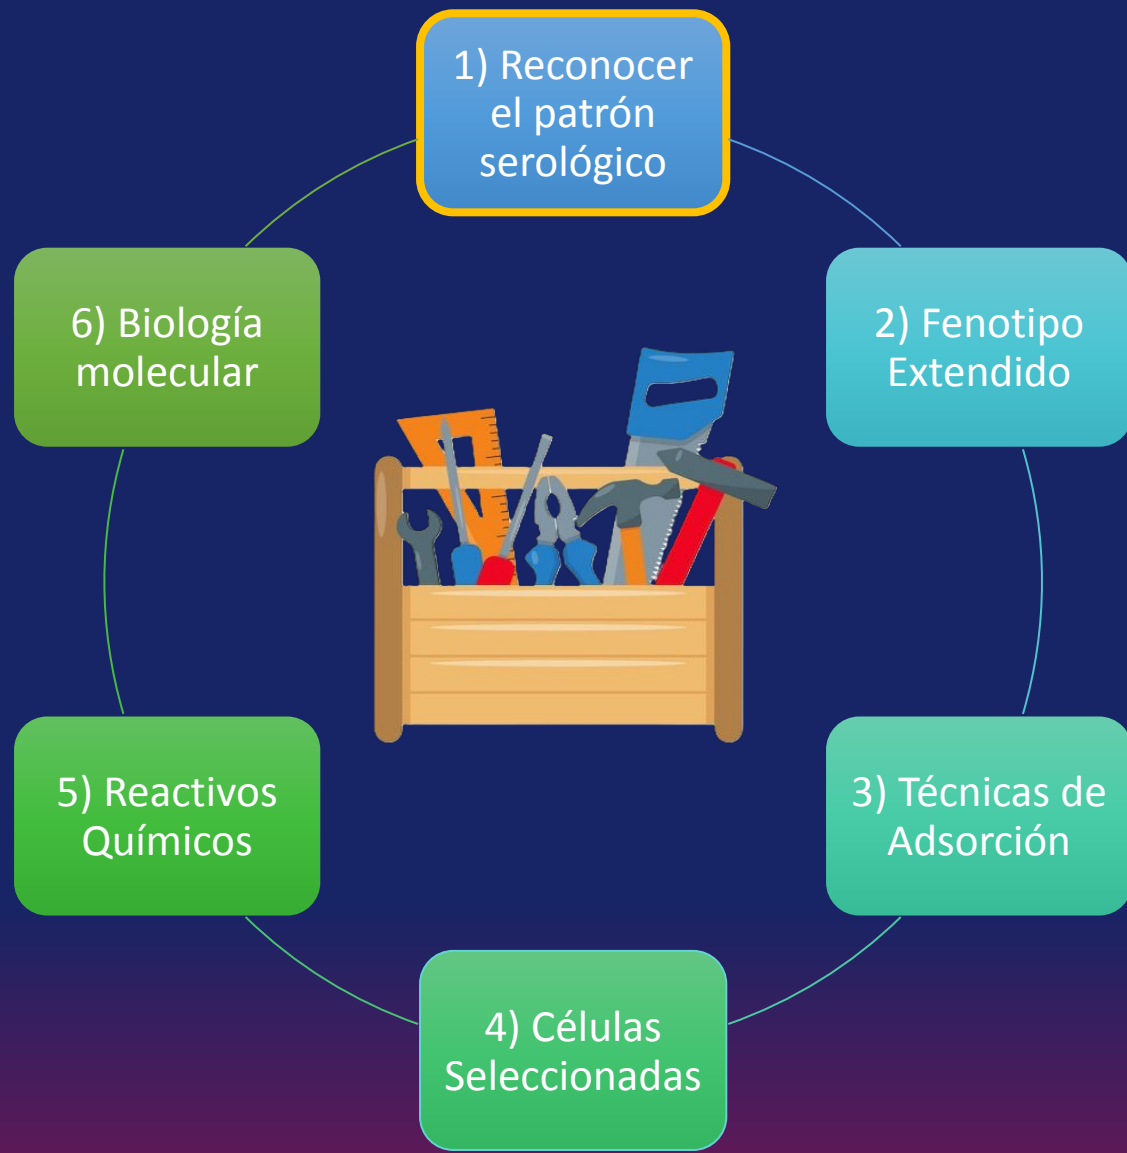 1) Reconocer
el patrón
serológico
2) Fenotipo
Extendido
3) Técnicas de
Adsorción
4) Células
Seleccionadas
5) Reactivos
Químicos
6) Biología
molecular